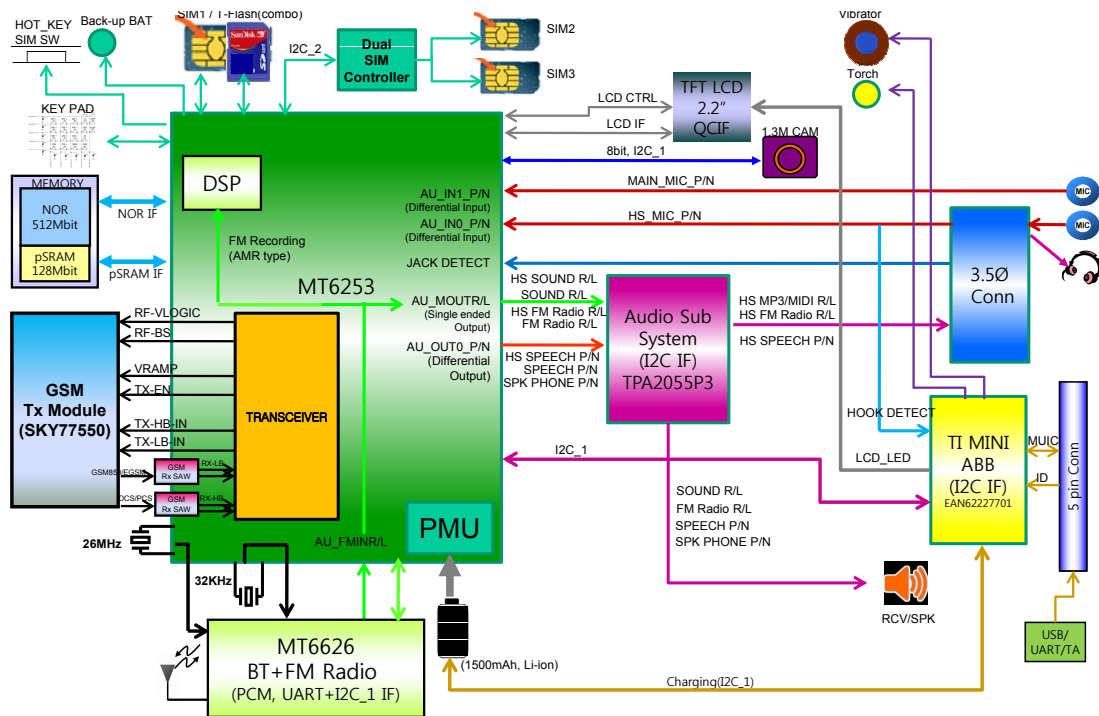 HOT_KEY
SIM SW
Back-up BAT
SIM1 / T-Flash(combo)
SanDisk
I2C_2
Dual
SIM
Controller
SIM2
SIM3
Vibrator
Torch
KEY PAD
LCD CTRL
LCD IF
TFT LCD
2.2“
QCIF
8bit, I2C_1
1.3M CAM
MEMORY
NOR
512Mbit
pSRAM
128Mbit
NOR IF
pSRAM IF
DSP
FM Recording
(AMR type)
MT6253
AU_IN1_P/N
(Differential Input)
AU_IN0_P/N
(Differential Input)
JACK DETECT
AU_MOUTR/L
(Single ended
Output)
AU_OUT0_P/N
(Differential
Output)
MAIN_MIC_P/N
HS_MIC_P/N
MIC
MIC
3.5Ø
Conn
HS SOUND R/L
SOUND R/L
HS FM Radio R/L
FM Radio R/L
HS SPEECH P/N
SPEECH P/N
SPK PHONE P/N
Audio Sub
System
(I2C IF)
TPA2055P3
HS MP3/MIDI R/L
HS FM Radio R/L
HS SPEECH P/N
GSM
Tx Module
(SKY77550)
RF-VLOGIC
RF-BS
VRAMP
TX-EN
TX-HB-IN
TX-LB-IN
GSM850/EGSM
GSM
Rx SAW
RX-LB
DCS/PCS
GSM
Rx SAW
RX-HB
TRANSCEIVER
HOOK DETECT
LCD_LED
I2C_1
TI MINI
ABB
(I2C IF)
EAN62227701
MUIC
ID
5 pin Conn
SOUND R/L
FM Radio R/L
SPEECH P/N
SPK PHONE P/N
PMU
AU_FMINR/L
26MHz
32KHz
RCV/SPK
USB/
UART/TA
MT6626
BT+FM Radio
(PCM, UART+I2C_1 IF)
(1500mAh, Li-ion)
Charging(I2C_1)